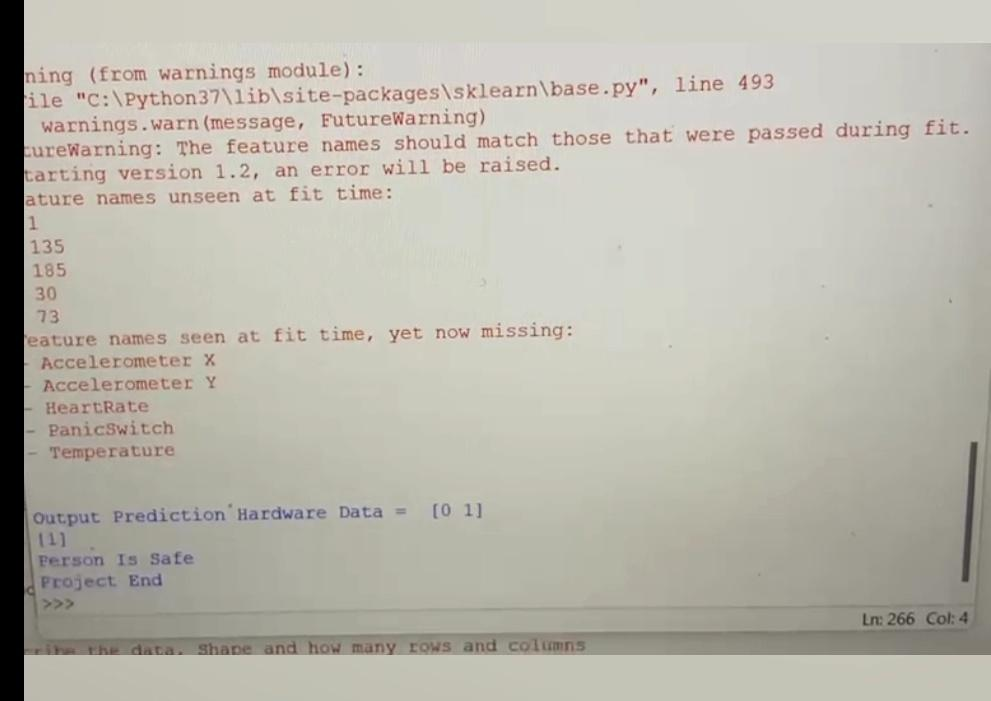 ning (from warnings module):
ile "C:\Python37\lib\site-packages\sklearn\base.py", line 493
warnings.warn(message, FutureWarning)
tureWarning: The feature names should match those that were passed during fit.
tarting version 1.2, an error will be raised.
ature names unseen at fit time:
1
135
185
30
73
eature names seen at fit time, yet now missing:
- Accelerometer X
- Accelerometer Y
- HeartRate
- PanicSwitch
- Temperature
Output Prediction Hardware Data = [0 1]
[1]
Person Is Safe
Project End
>>>
Ln: 266 Col: 4
cribe the data. Shape and how many rows and columns